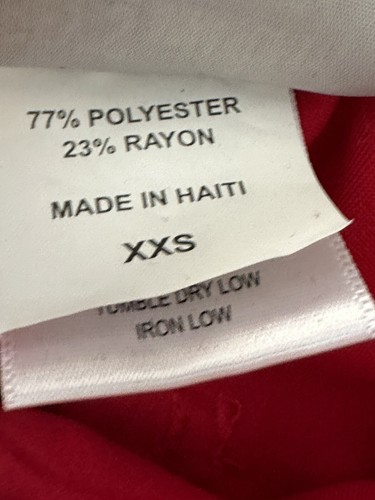 77% POLYESTER
23% RAYON
MADE IN HAITI
XXS
TUMBLE DRY LOW
IRON LOW